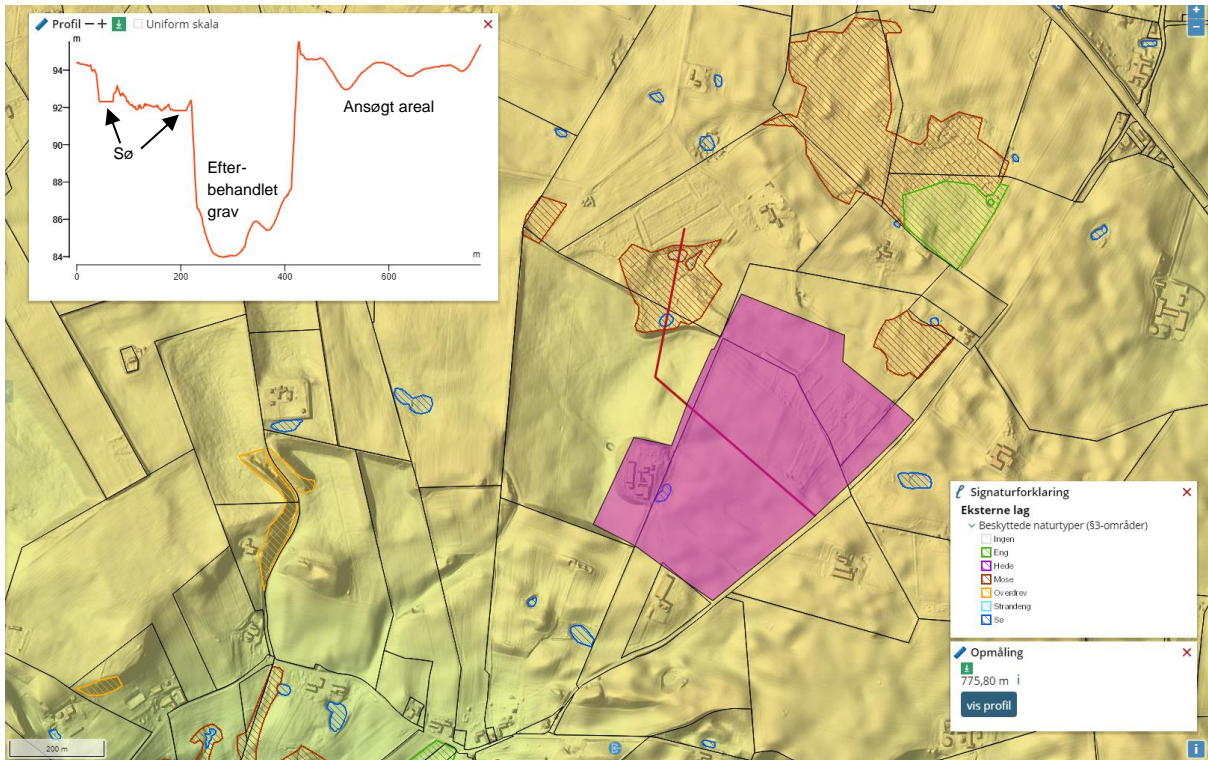 Profil − + Uniform skala
m
94
92
90
88
86
84
Sø
Efter-
behandlet
grav
Ansøgt areal
m
0 200 400 600
Signaturforklaring
Eksterne lag
Beskyttede naturtyper (§3-områder)
Ingen
Eng
Hede
Mose
Overdrev
Strandeng
Sø
Opmåling
775,80 m i
vis profil
200 m
i